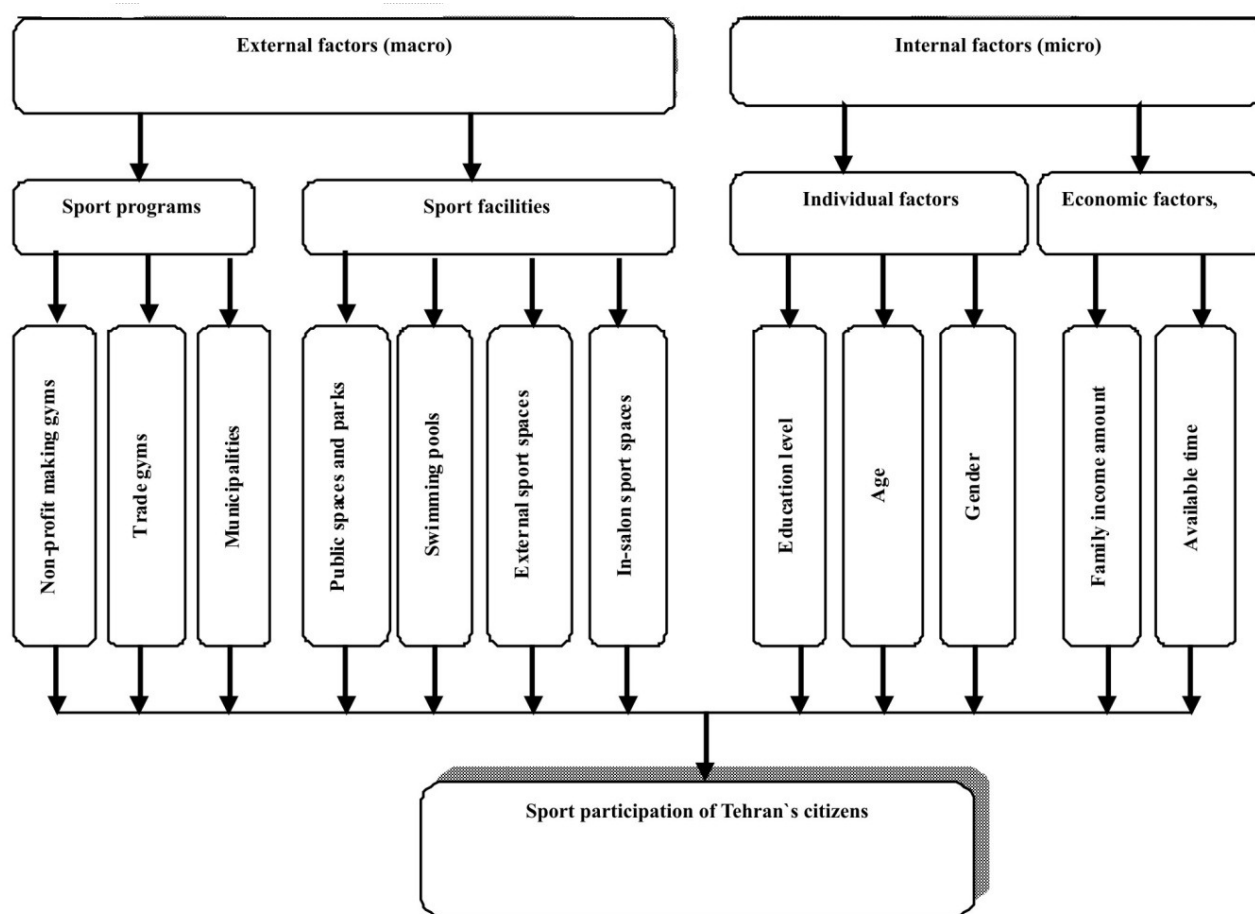 External factors (macro)
Internal factors (micro)
Sport programs
Sport facilities
Individual factors
Economic factors,
Non-profit making gyms
Trade gyms
Municipalities
Public spaces and parks
Swimming pools
External sport spaces
In-salon sport spaces
Education level
Age
Gender
Family income amount
Available time
Sport participation of Tehran`s citizens